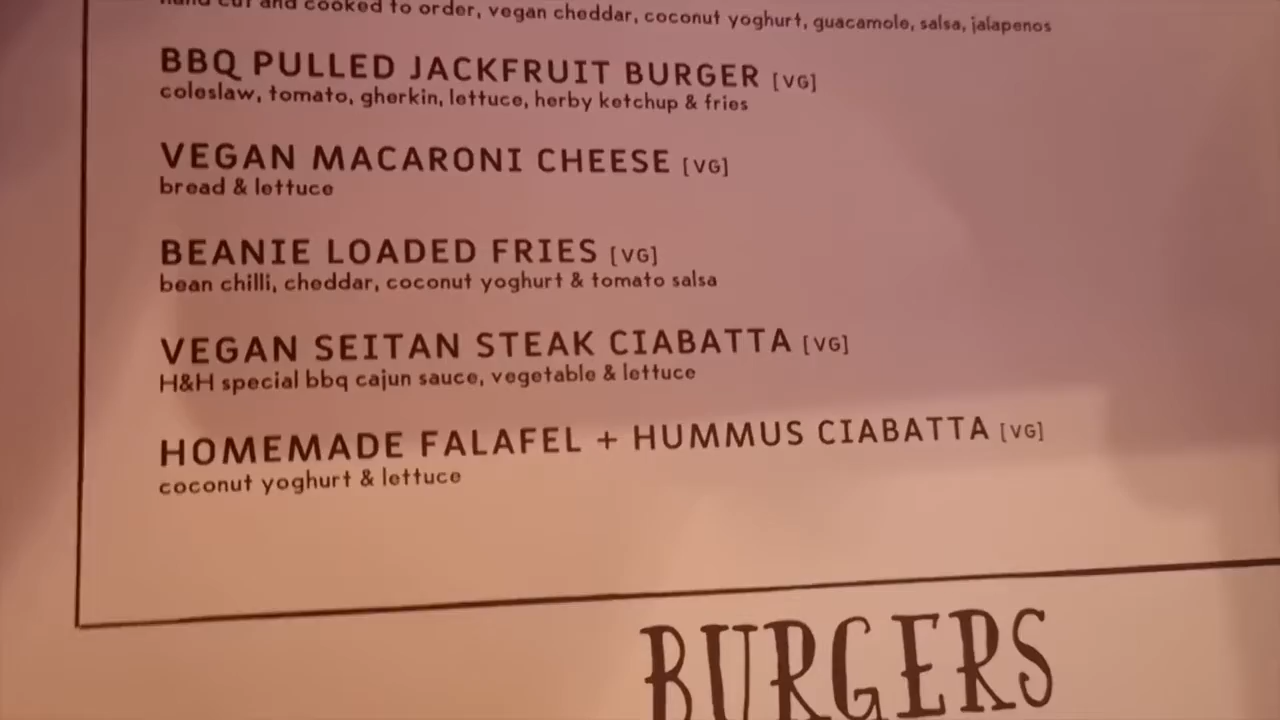 hand cut and cooked to order, vegan cheddar, coconut yoghurt, guacamole, salsa, jalapenos
BBQ PULLED JACKFRUIT BURGER [VG]
coleslaw, tomato, gherkin, lettuce, herby ketchup & fries
VEGAN MACARONI CHEESE [VG]
bread & lettuce
BEANIE LOADED FRIES [VG]
bean chilli, cheddar, coconut yoghurt & tomato salsa
VEGAN SEITAN STEAK CIABATTA [VG]
H&H special bbq cajun sauce, vegetable & lettuce
HOMEMADE FALAFEL + HUMMUS CIABATTA [VG]
coconut yoghurt & lettuce
BURGERS